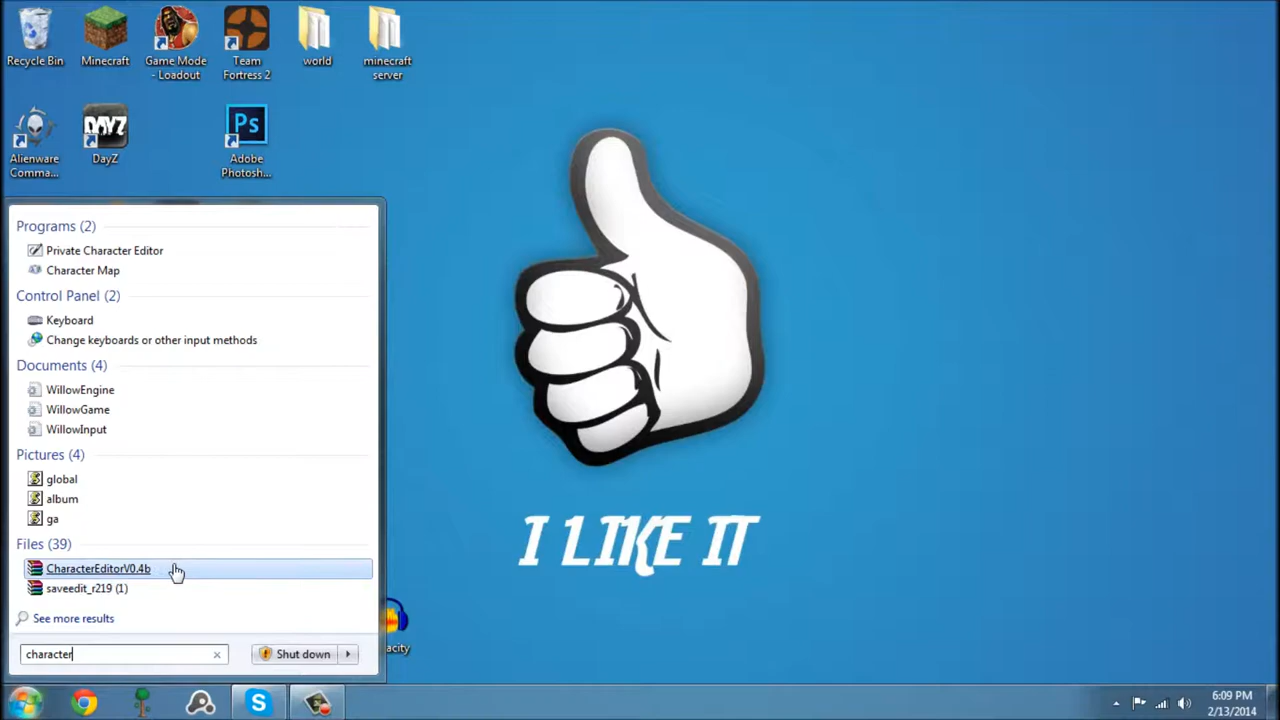 Recycle Bin
Minecraft
Game Mode - Loadout
Team Fortress 2
world
minecraft server
Alienware Comma...
DAYZ
DayZ
Ps
Adobe Photosh...
Programs (2)
Private Character Editor
Character Map
Control Panel (2)
Keyboard
Change keyboards or other input methods
Documents (4)
WillowEngine
WillowGame
WillowInput
Pictures (4)
global
album
ga
Files (39)
CharacterEditorV0.4b
saveedit_r219 (1)
See more results
character
Shut down
acity
I LIKE IT
S
6:09 PM
2/13/2014